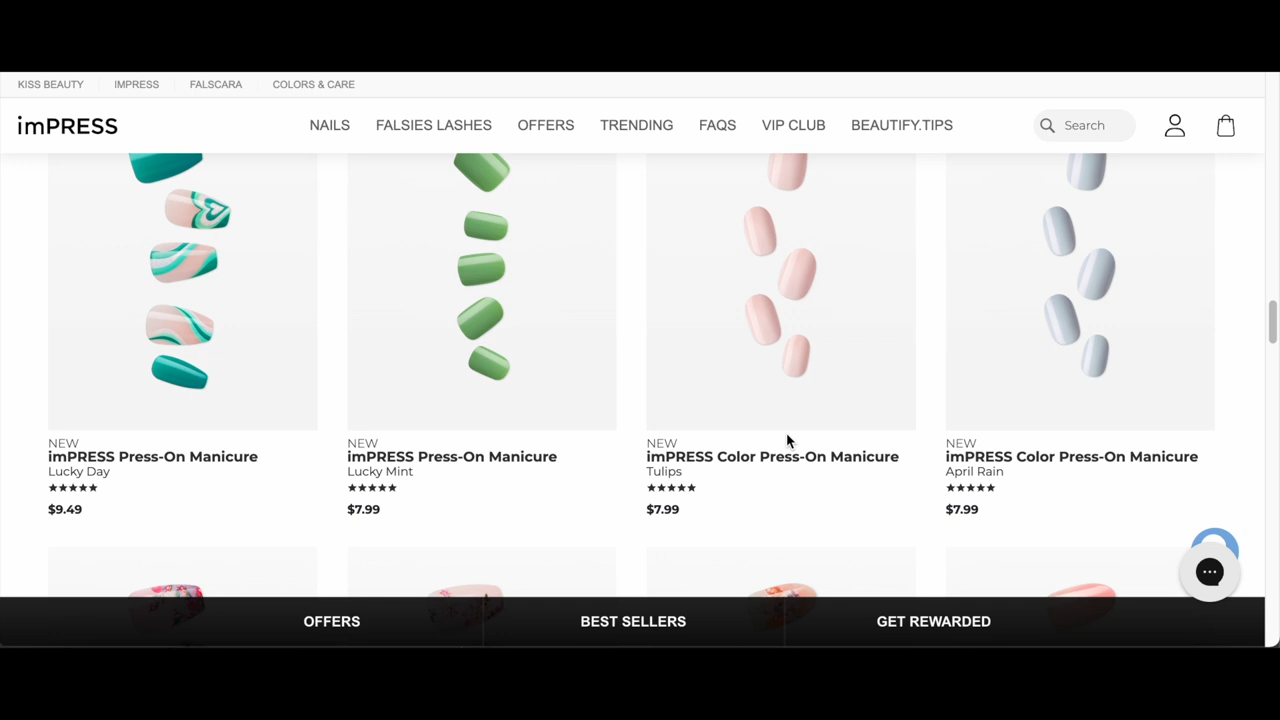 KISS BEAUTY IMPRESS FALSCARA COLORS & CARE
imPRESS NAILS FALSIES LASHES OFFERS TRENDING FAQS VIP CLUB BEAUTIFY.TIPS Search
NEW
imPRESS Press-On Manicure
Lucky Day
★★★★★
$9.49
NEW
imPRESS Press-On Manicure
Lucky Mint
★★★★★
$7.99
NEW
imPRESS Color Press-On Manicure
Tulips
★★★★★
$7.99
NEW
imPRESS Color Press-On Manicure
April Rain
★★★★★
$7.99
OFFERS BEST SELLERS GET REWARDED